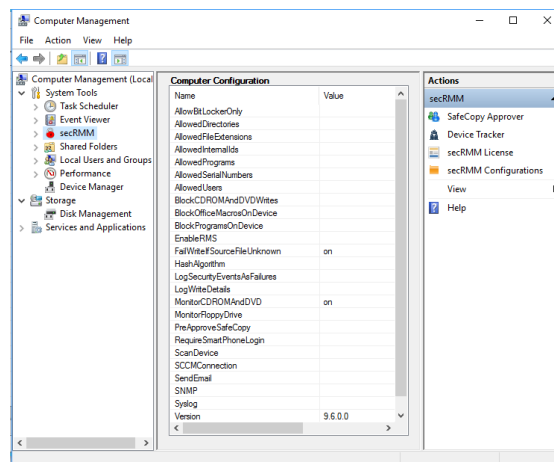 Computer Management
File Action View Help
Computer Management (Local
System Tools
Task Scheduler
Event Viewer
secRMM
Shared Folders
Local Users and Groups
Performance
Device Manager
Storage
Disk Management
Services and Applications
Computer Configuration
Name Value
AllowBitLockerOnly
AllowedDirectories
AllowedFileExtensions
AllowedInternalIds
AllowedPrograms
AllowedSerialNumbers
AllowedUsers
BlockCDROMAndDVDWrites
BlockOfficeMacrosOnDevice
BlockProgramsOnDevice
EnableRMS
FailWriteIfSourceFileUnknown on
HashAlgorithm
LogSecurityEventsAsFailures
LogWriteDetails
MonitorCDROMAndDVD on
MonitorFloppyDrive
PreApproveSafeCopy
RequireSmartPhoneLogin
ScanDevice
SCCMConnection
SendEmail
SNMP
Syslog
Version 9.6.0.0
Actions
secRMM
SafeCopy Approver
Device Tracker
secRMM License
secRMM Configurations
View
Help